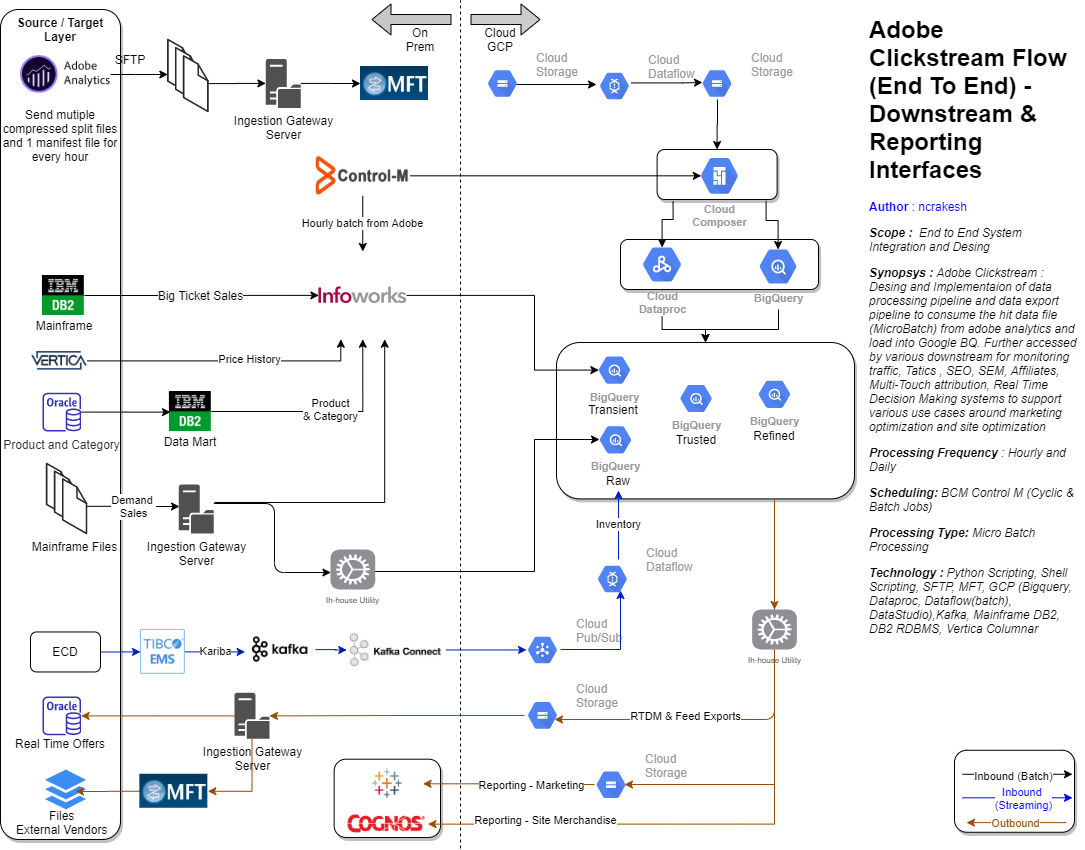 Source / Target
Layer
Adobe
Analytics
Send mutiple
compressed split files
and 1 manifest file for
every hour
SFTP
Ingestion Gateway
Server
MFT
On
Prem
Cloud
GCP
Cloud
Storage
Cloud
Dataflow
Cloud
Storage
Control-M
Hourly batch from Adobe
Cloud
Composer
Cloud
Dataproc
BigQuery
IBM
DB2
Mainframe
Big Ticket Sales
Infoworks
VERTICA
Price History
Oracle
Product and Category
IBM
DB2
Data Mart
Product
& Category
Mainframe Files
Demand
Sales
Ingestion Gateway
Server
In-house Utility
BigQuery
Transient
BigQuery
Raw
BigQuery
Trusted
BigQuery
Refined
Inventory
Cloud
Dataflow
ECD
TIBCO
EMS
Kariba
kafka
Kafka Connect
Cloud
Pub/Sub
In-house Utility
Oracle
Real Time Offers
Ingestion Gateway
Server
Cloud
Storage
RTDM & Feed Exports
Files
External Vendors
MFT
COGNOS
Reporting - Marketing
Cloud
Storage
Reporting - Site Merchandise
Adobe
Clickstream Flow
(End To End) -
Downstream &
Reporting
Interfaces
Author : ncrakesh
Scope : End to End System
Integration and Desing
Synopsys : Adobe Clickstream :
Desing and Implementaion of data
processing pipeline and data export
pipeline to consume the hit data file
(MicroBatch) from adobe analytics and
load into Google BQ. Further accessed
by various downstream for monitoring
traffic, Tatics , SEO, SEM, Affiliates,
Multi-Touch attribution, Real Time
Decision Making systems to support
various use cases around marketing
optimization and site optimization
Processing Frequency : Hourly and
Daily
Scheduling: BCM Control M (Cyclic &
Batch Jobs)
Processing Type: Micro Batch
Processing
Technology : Python Scripting, Shell
Scripting, SFTP, MFT, GCP (Bigquery,
Dataproc, Dataflow(batch),
DataStudio),Kafka, Mainframe DB2,
DB2 RDBMS, Vertica Columnar
Inbound (Batch)
Inbound
(Streaming)
Outbound